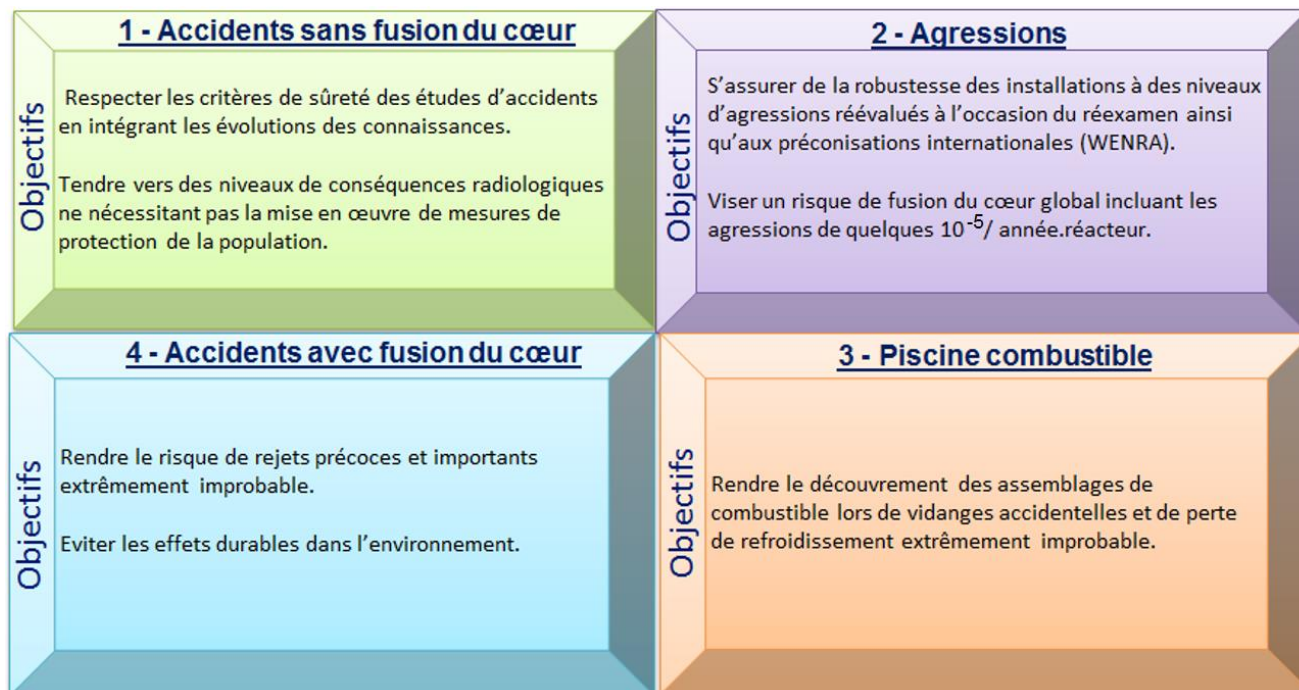 1 - Accidents sans fusion du cœur
Objectifs
Respecter les critères de sûreté des études d’accidents
en intégrant les évolutions des connaissances.
Tendre vers des niveaux de conséquences radiologiques
ne nécessitant pas la mise en œuvre de mesures de
protection de la population.
2 - Agressions
Objectifs
S’assurer de la robustesse des installations à des niveaux
d’agressions réévalués à l’occasion du réexamen ainsi
qu’aux préconisations internationales (WENRA).
Viser un risque de fusion du cœur global incluant les
agressions de quelques 10⁻⁵/ année.réacteur.
4 - Accidents avec fusion du cœur
Objectifs
Rendre le risque de rejets précoces et importants
extrêmement improbable.
Eviter les effets durables dans l’environnement.
3 - Piscine combustible
Objectifs
Rendre le découvrement des assemblages de
combustible lors de vidanges accidentelles et de perte
de refroidissement extrêmement improbable.